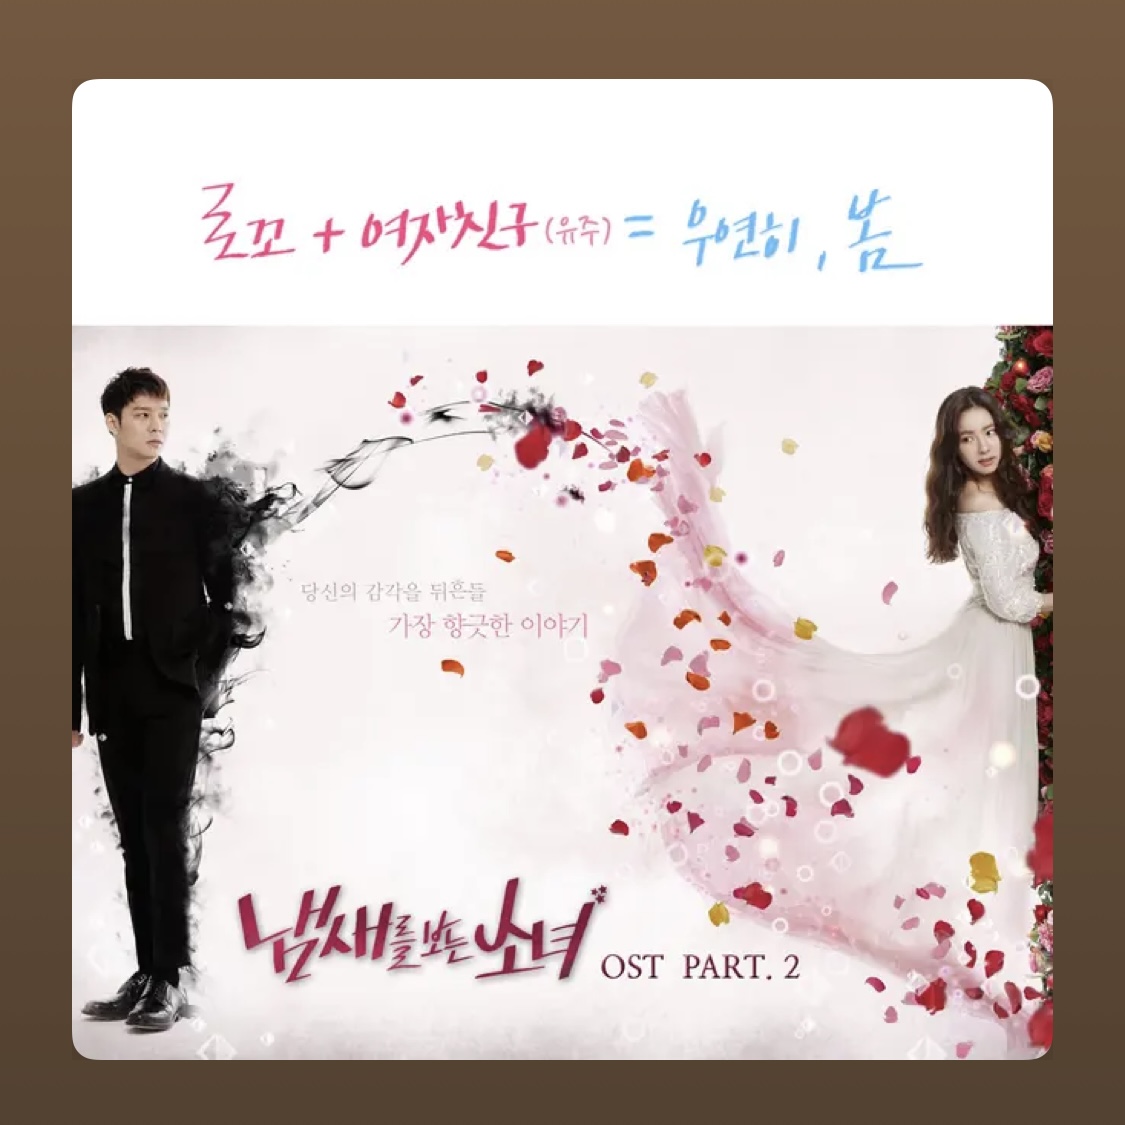 로꼬 + 여자친구 (유주) = 우연히, 봄
당신의 감각을 뒤흔들
가장 향긋한 이야기
냄새를 보는 소녀 OST PART. 2